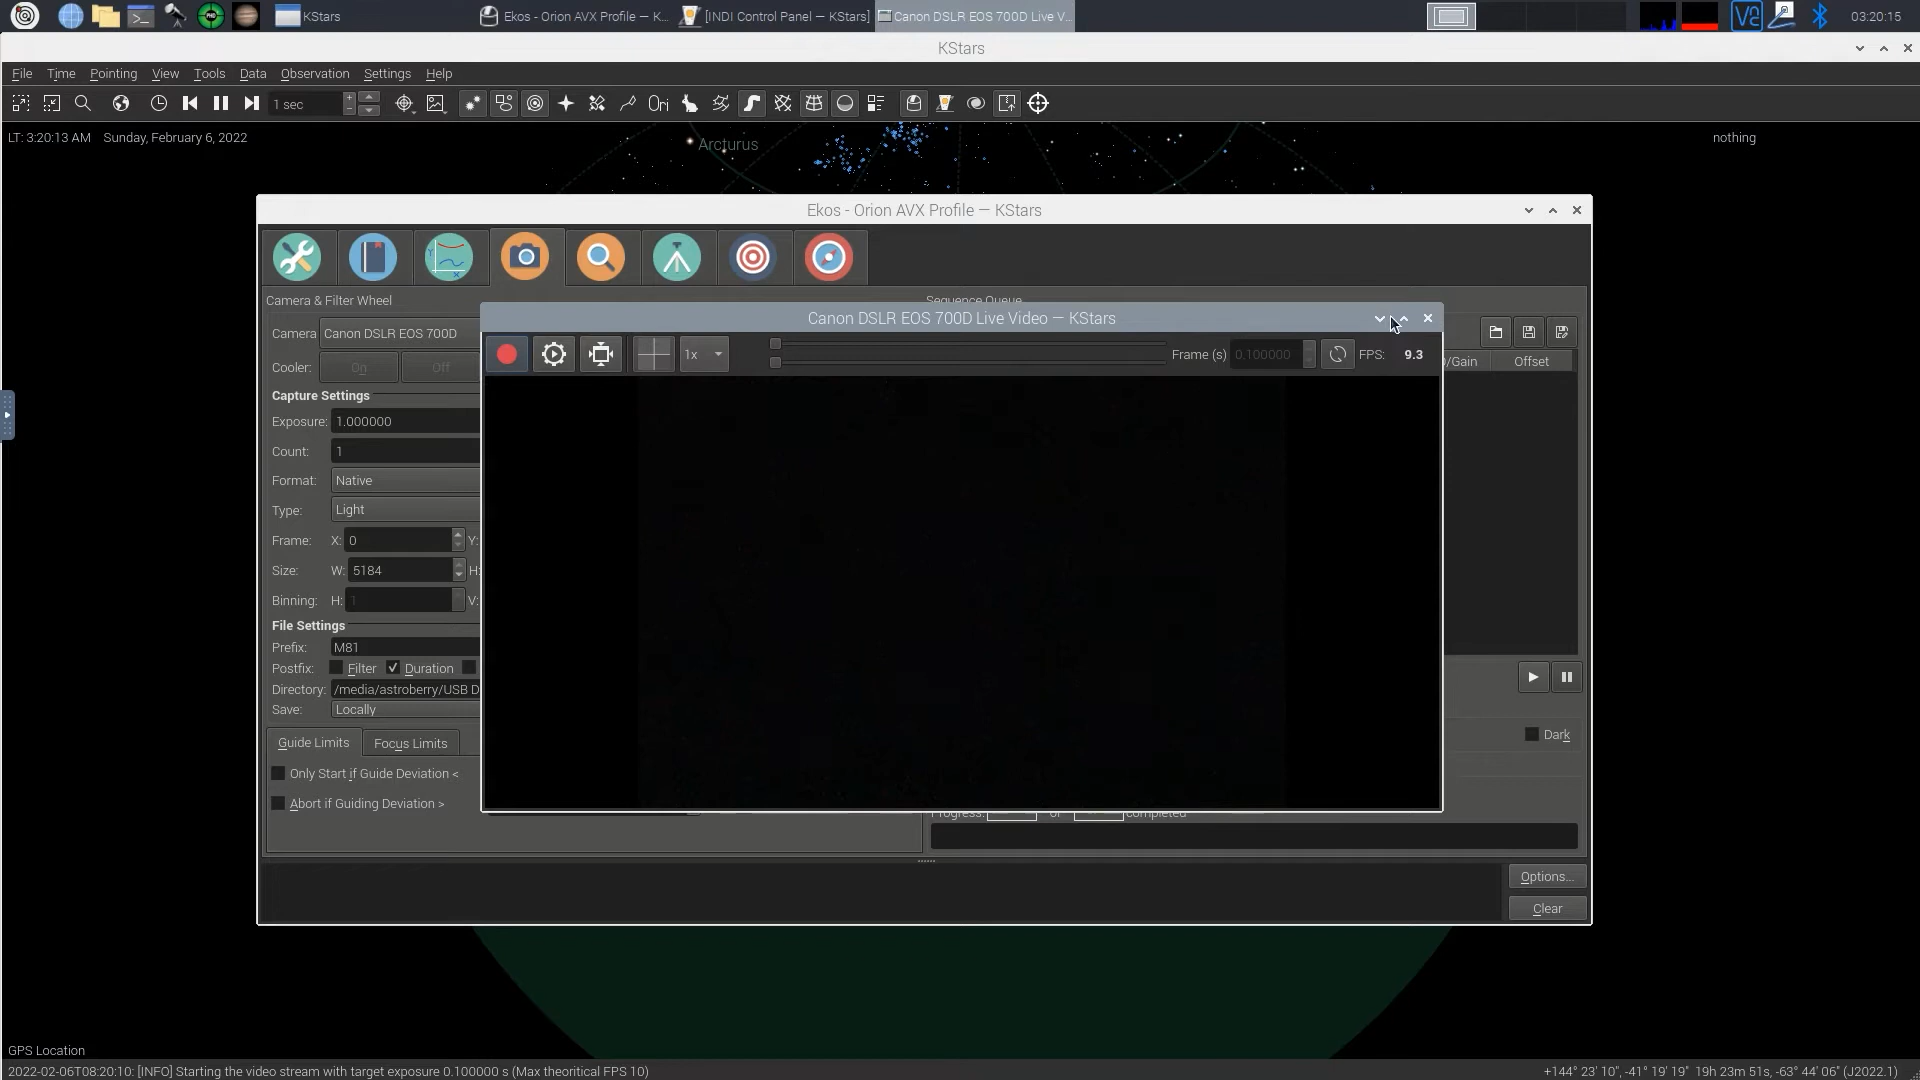 KStars
Ekos - Orion AVX Profile — K...
[INDI Control Panel — KStars]
Canon DSLR EOS 700D Live V...
03:20:15
KStars
File Time Pointing View Tools Data Observation Settings Help
1 sec
Ori
LT: 3:20:13 AM Sunday, February 6, 2022
nothing
Arcturus
Ekos - Orion AVX Profile — KStars
Camera & Filter Wheel
Sequence Queue
Canon DSLR EOS 700D Live Video — KStars
Camera Canon DSLR EOS 700D
1x
Frame (s) 0.100000
FPS: 9.3
Cooler: On Off
/Gain Offset
Capture Settings
Exposure: 1.000000
Count: 1
Format: Native
Type: Light
Frame: X: 0 Y:
Size: W: 5184 H:
Binning: H: 1 V:
File Settings
Prefix: M81
Postfix: Filter Duration
Directory: /media/astroberry/USB D
Save: Locally
Dark
Guide Limits Focus Limits
Only Start if Guide Deviation <
Abort if Guiding Deviation >
Progress: of completed
Options...
Clear
GPS Location
2022-02-06T08:20:10: [INFO] Starting the video stream with target exposure 0.100000 s (Max theoritical FPS 10)
+144° 23' 10", -41° 19' 19" 19h 23m 51s, -63° 44' 06" (J2022.1)